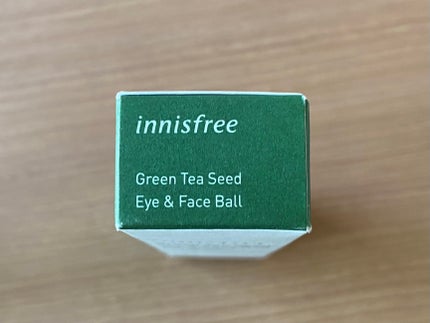 innisfree
Green Tea Seed
Eye & Face Ball